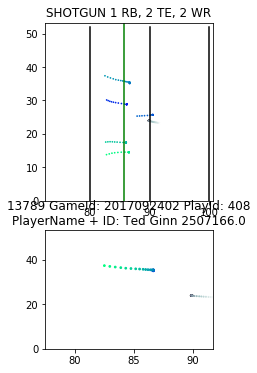 SHOTGUN 1 RB, 2 TE, 2 WR
50
40
30
20
10
0
80 90 100
13789 GameId: 2017092402 PlayId: 408
PlayerName + ID: Ted Ginn 2507166.0
40
20
0
80 85 90